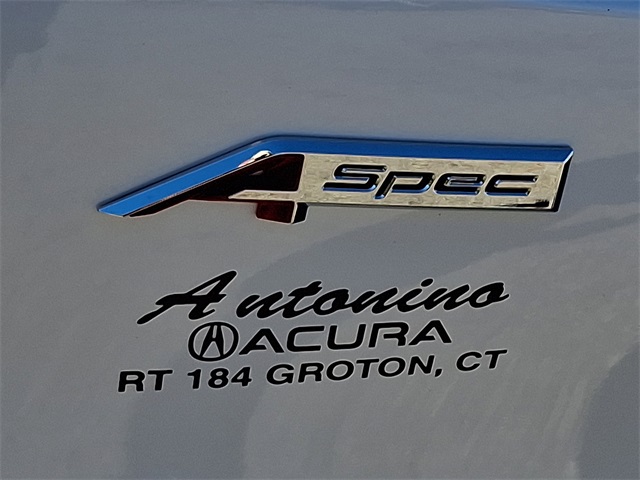 A Spec
Antonino
ACURA
RT 184 GROTON, CT